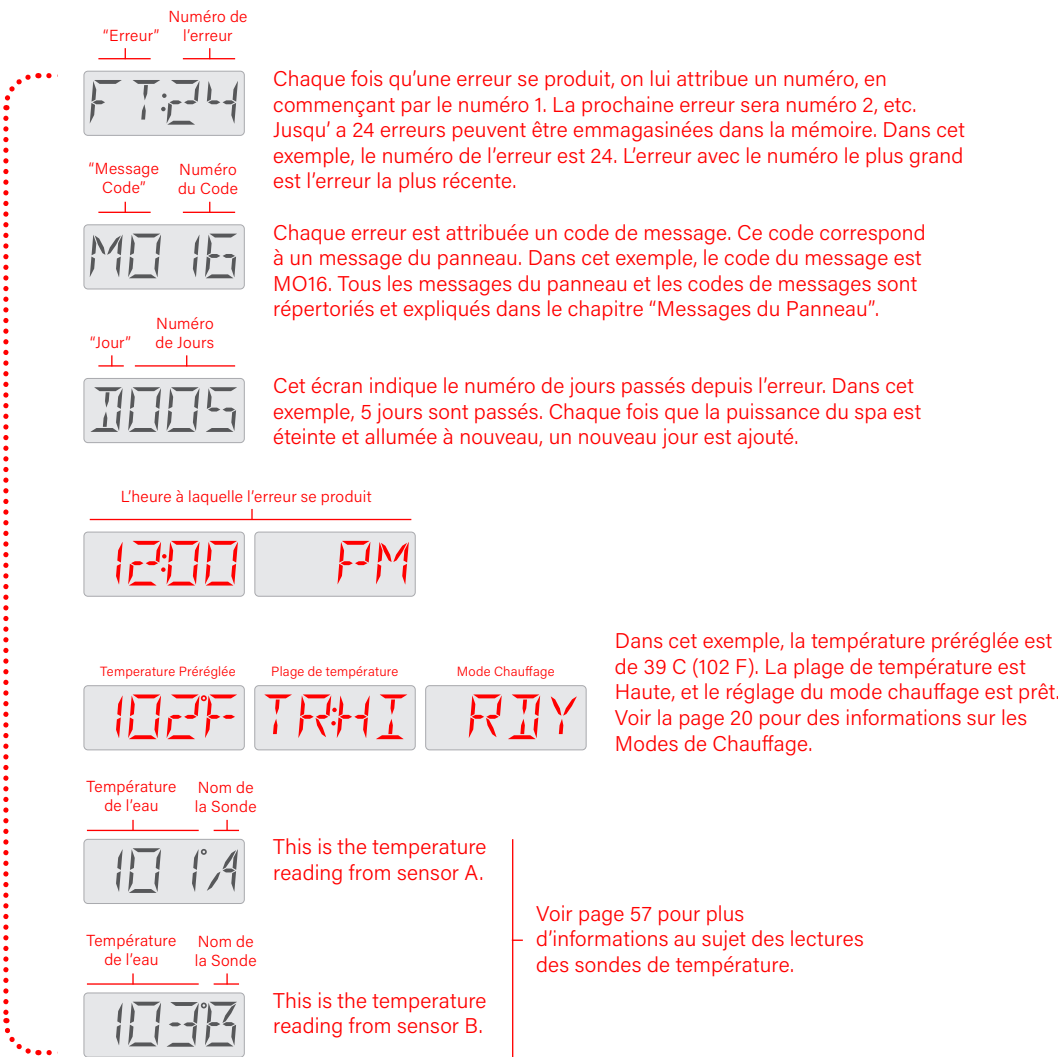 "Erreur"
Numéro de
l'erreur
FT:24
Chaque fois qu'une erreur se produit, on lui attribue un numéro, en
commençant par le numéro 1. La prochaine erreur sera numéro 2, etc.
Jusqu' a 24 erreurs peuvent être emmagasinées dans la mémoire. Dans cet
exemple, le numéro de l'erreur est 24. L'erreur avec le numéro le plus grand
est l'erreur la plus récente.
"Message
Code"
Numéro
du Code
MO 16
Chaque erreur est attribuée un code de message. Ce code correspond
à un message du panneau. Dans cet exemple, le code du message est
MO16. Tous les messages du panneau et les codes de messages sont
répertoriés et expliqués dans le chapitre "Messages du Panneau".
"Jour"
Numéro
de Jours
D005
Cet écran indique le numéro de jours passés depuis l'erreur. Dans cet
exemple, 5 jours sont passés. Chaque fois que la puissance du spa est
éteinte et allumée à nouveau, un nouveau jour est ajouté.
L'heure à laquelle l'erreur se produit
12:00 PM
Temperature Préréglée
Plage de température
Mode Chauffage
102°F TR:HI RDY
Dans cet exemple, la température préréglée est
de 39 C (102 F). La plage de température est
Haute, et le réglage du mode chauffage est prêt.
Voir la page 20 pour des informations sur les
Modes de Chauffage.
Température
de l'eau
Nom de
la Sonde
101°A
This is the temperature
reading from sensor A.
Voir page 57 pour plus
d'informations au sujet des lectures
des sondes de température.
Température
de l'eau
Nom de
la Sonde
103°B
This is the temperature
reading from sensor B.